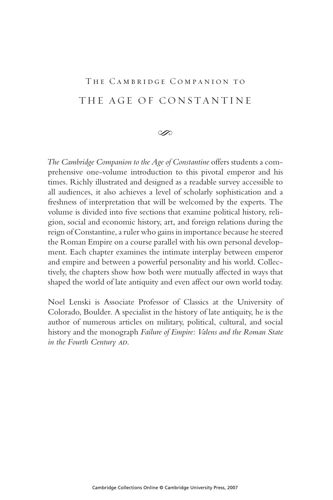 The Cambridge Companion to
THE AGE OF CONSTANTINE
The Cambridge Companion to the Age of Constantine offers students a com-
prehensive one-volume introduction to this pivotal emperor and his
times. Richly illustrated and designed as a readable survey accessible to
all audiences, it also achieves a level of scholarly sophistication and a
freshness of interpretation that will be welcomed by the experts. The
volume is divided into five sections that examine political history, reli-
gion, social and economic history, art, and foreign relations during the
reign of Constantine, a ruler who gains in importance because he steered
the Roman Empire on a course parallel with his own personal develop-
ment. Each chapter examines the intimate interplay between emperor
and empire and between a powerful personality and his world. Collec-
tively, the chapters show how both were mutually affected in ways that
shaped the world of late antiquity and even affect our own world today.
Noel Lenski is Associate Professor of Classics at the University of
Colorado, Boulder. A specialist in the history of late antiquity, he is the
author of numerous articles on military, political, cultural, and social
history and the monograph Failure of Empire: Valens and the Roman State
in the Fourth Century AD.
Cambridge Collections Online © Cambridge University Press, 2007